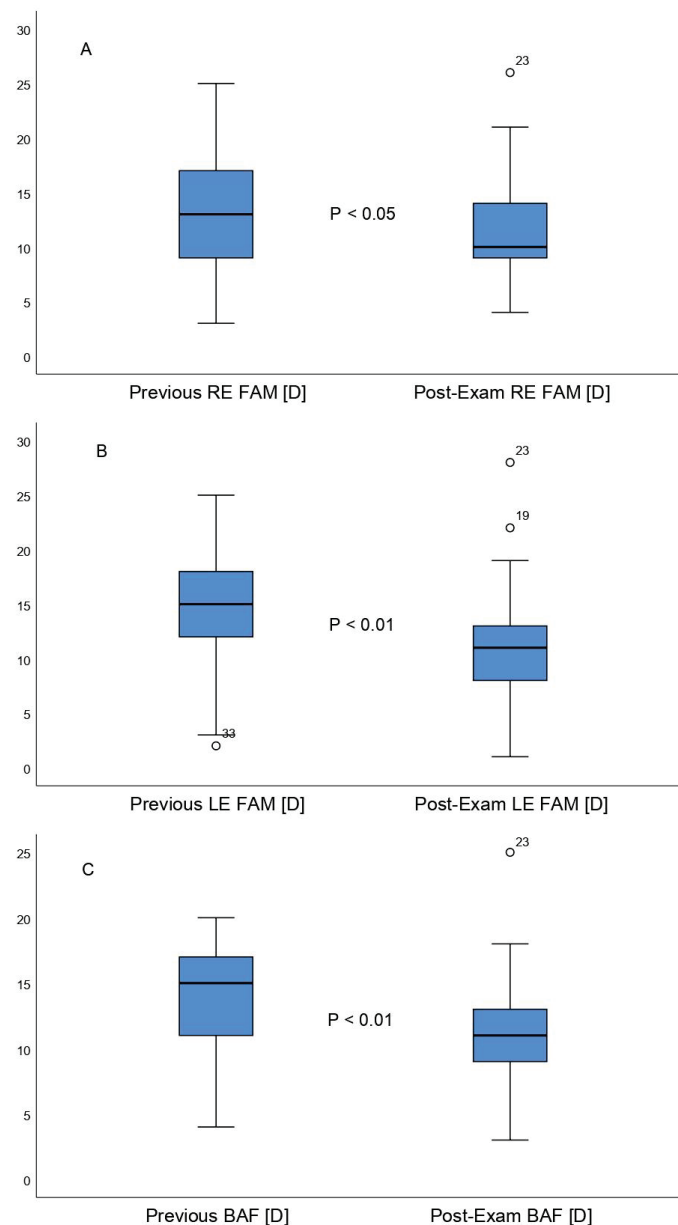 30
A
23
25
20
15
P < 0.05
10
5
0
Previous RE FAM [D] Post-Exam RE FAM [D]
30
B
23
25
19
20
15
P < 0.01
10
5
33
0
Previous LE FAM [D] Post-Exam LE FAM [D]
25
23
C
20
15
P < 0.01
10
5
0
Previous BAF [D] Post-Exam BAF [D]